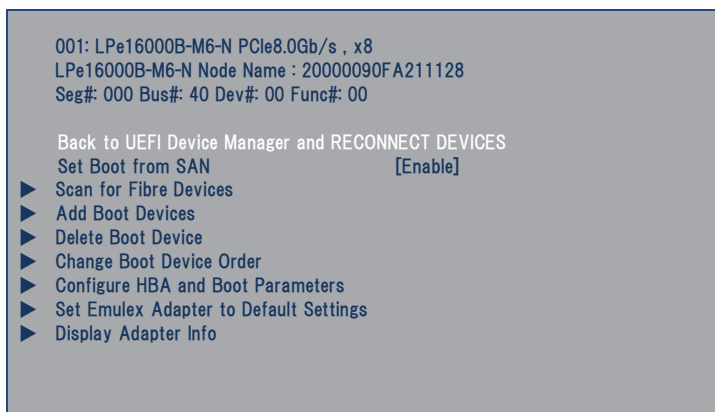 001: LPe16000B-M6-N PCIe8.0Gb/s , x8
LPe16000B-M6-N Node Name : 20000090FA211128
Seg#: 000 Bus#: 40 Dev#: 00 Func#: 00
Back to UEFI Device Manager and RECONNECT DEVICES
Set Boot from SAN [Enable]
▶ Scan for Fibre Devices
▶ Add Boot Devices
▶ Delete Boot Device
▶ Change Boot Device Order
▶ Configure HBA and Boot Parameters
▶ Set Emulex Adapter to Default Settings
▶ Display Adapter Info